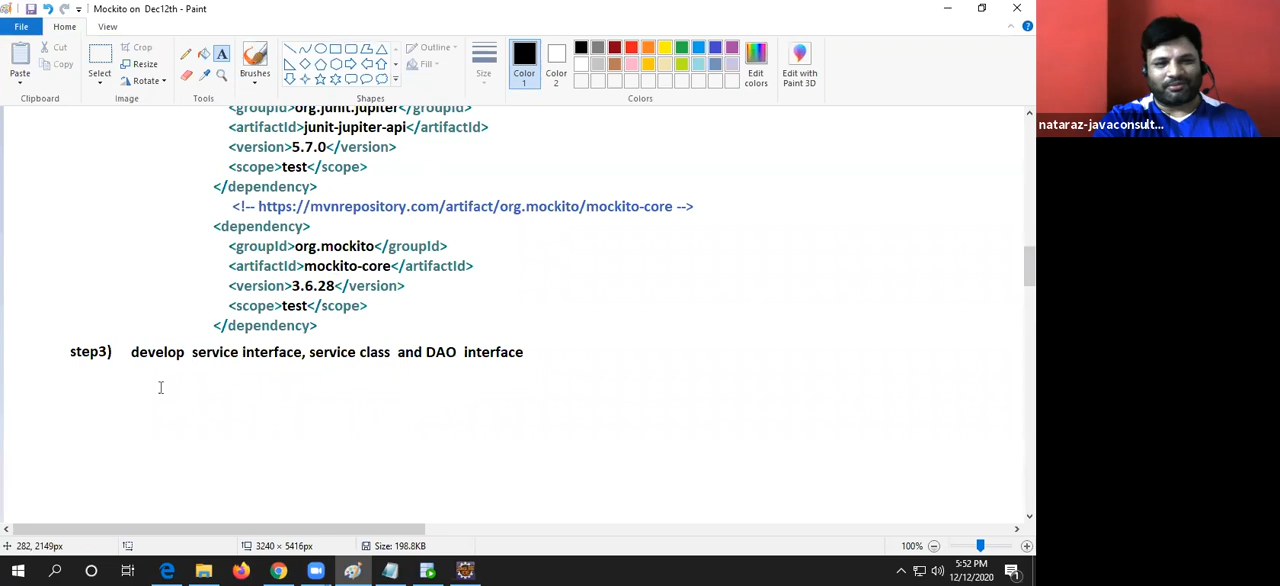 Mockito on Dec12th - Paint
File
Home
View
Paste
Cut
Copy
Clipboard
Select
Crop
Resize
Rotate
Image
Tools
Brushes
Shapes
Outline
Fill
Size
Color
1
Color
2
Colors
Edit
colors
Edit with
Paint 3D
<groupId>org.junit.jupiter</groupId>
<artifactId>junit-jupiter-api</artifactId>
<version>5.7.0</version>
<scope>test</scope>
</dependency>
<!-- https://mvnrepository.com/artifact/org.mockito/mockito-core -->
<dependency>
<groupId>org.mockito</groupId>
<artifactId>mockito-core</artifactId>
<version>3.6.28</version>
<scope>test</scope>
</dependency>
step3) develop service interface, service class and DAO interface
nataraz-javaconsult...
282, 2149px
3240 × 5416px
Size: 198.8KB
100%
5:52 PM
12/12/2020